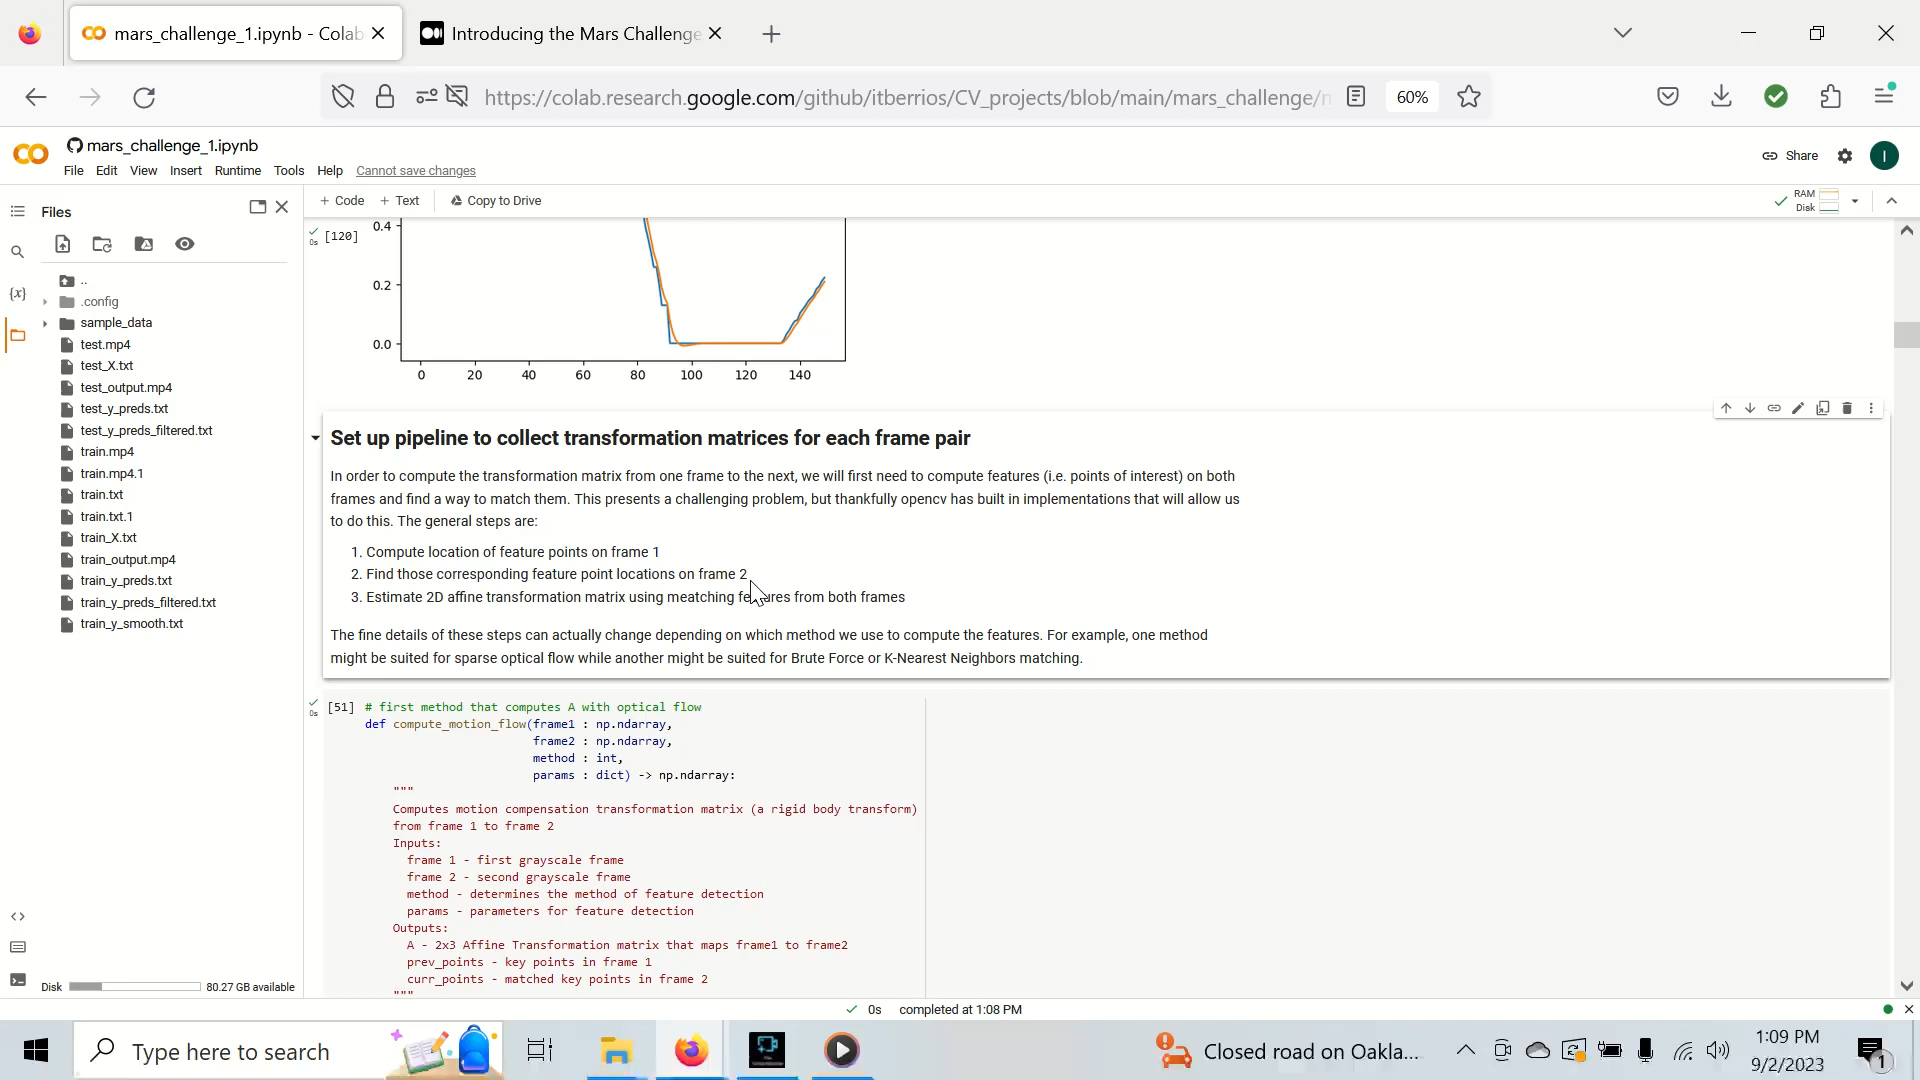 mars_challenge_1.ipynb - Colab
Introducing the Mars Challenge
https://colab.research.google.com/github/itberrios/CV_projects/blob/main/mars_challenge/
60%
mars_challenge_1.ipynb
File Edit View Insert Runtime Tools Help Cannot save changes
Share
I
Files
+ Code + Text Copy to Drive
RAM
Disk
..
.config
sample_data
test.mp4
test_X.txt
test_output.mp4
test_y_preds.txt
test_y_preds_filtered.txt
train.mp4
train.mp4.1
train.txt
train.txt.1
train_X.txt
train_output.mp4
train_y_preds.txt
train_y_preds_filtered.txt
train_y_smooth.txt
Disk 80.27 GB available
{x}
0s [120]
0.4
0.2
0.0
0 20 40 60 80 100 120 140
Set up pipeline to collect transformation matrices for each frame pair
In order to compute the transformation matrix from one frame to the next, we will first need to compute features (i.e. points of interest) on both
frames and find a way to match them. This presents a challenging problem, but thankfully opencv has built in implementations that will allow us
to do this. The general steps are:
1. Compute location of feature points on frame 1
2. Find those corresponding feature point locations on frame 2
3. Estimate 2D affine transformation matrix using meatching features from both frames
The fine details of these steps can actually change depending on which method we use to compute the features. For example, one method
might be suited for sparse optical flow while another might be suited for Brute Force or K-Nearest Neighbors matching.
0s [51] # first method that computes A with optical flow
def compute_motion_flow(frame1 : np.ndarray,
frame2 : np.ndarray,
method : int,
params : dict) -> np.ndarray:
"""
Computes motion compensation transformation matrix (a rigid body transform)
from frame 1 to frame 2
Inputs:
frame 1 - first grayscale frame
frame 2 - second grayscale frame
method - determines the method of feature detection
params - parameters for feature detection
Outputs:
A - 2x3 Affine Transformation matrix that maps frame1 to frame2
prev_points - key points in frame 1
curr_points - matched key points in frame 2
"""
0s completed at 1:08 PM
Type here to search
Closed road on Oakla...
1:09 PM
9/2/2023
1